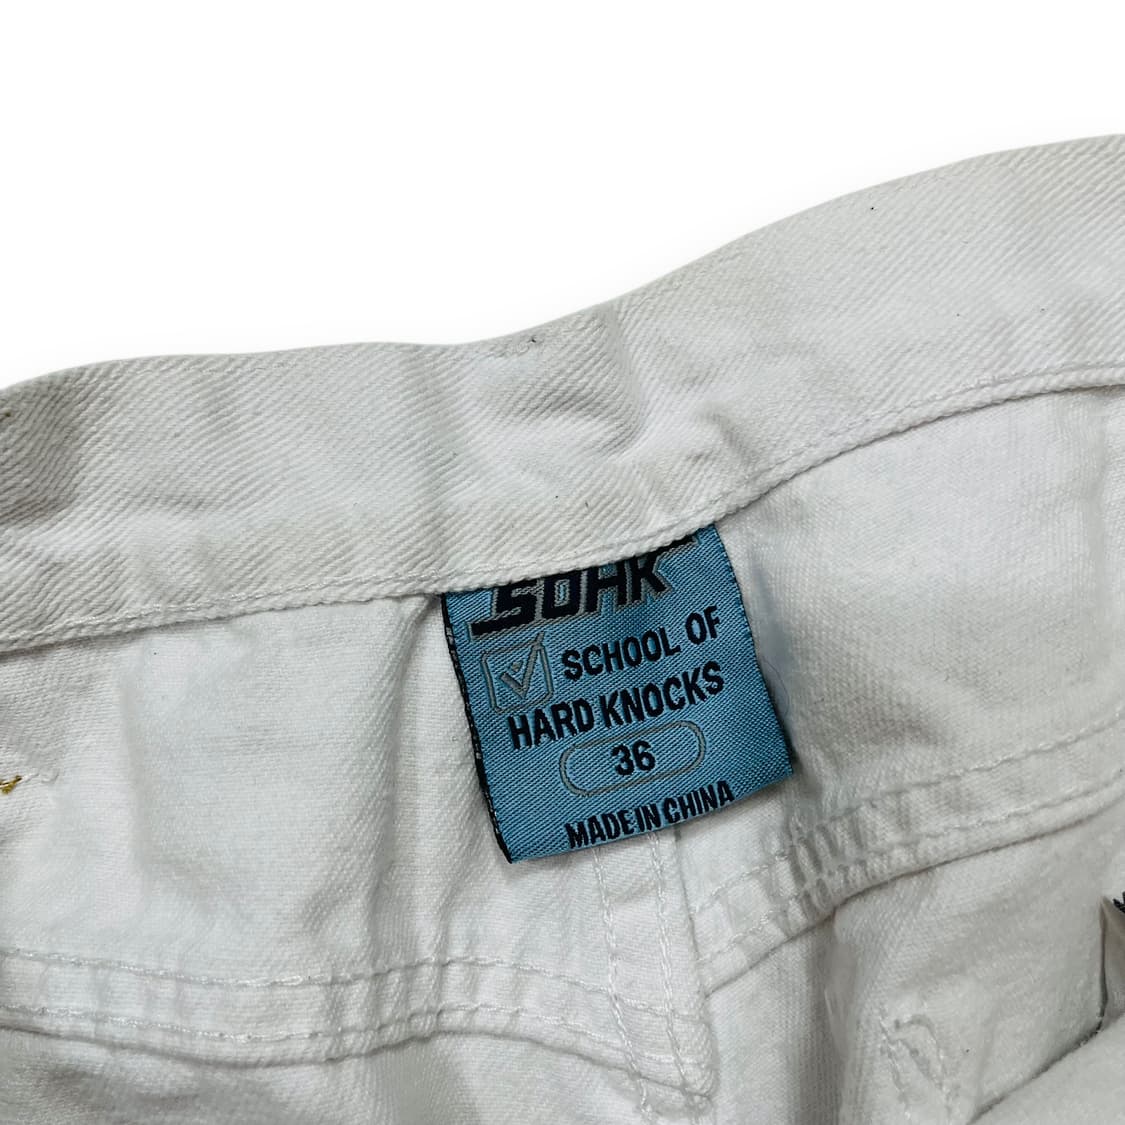 SOHK
SCHOOL OF
HARD KNOCKS
36
MADE IN CHINA